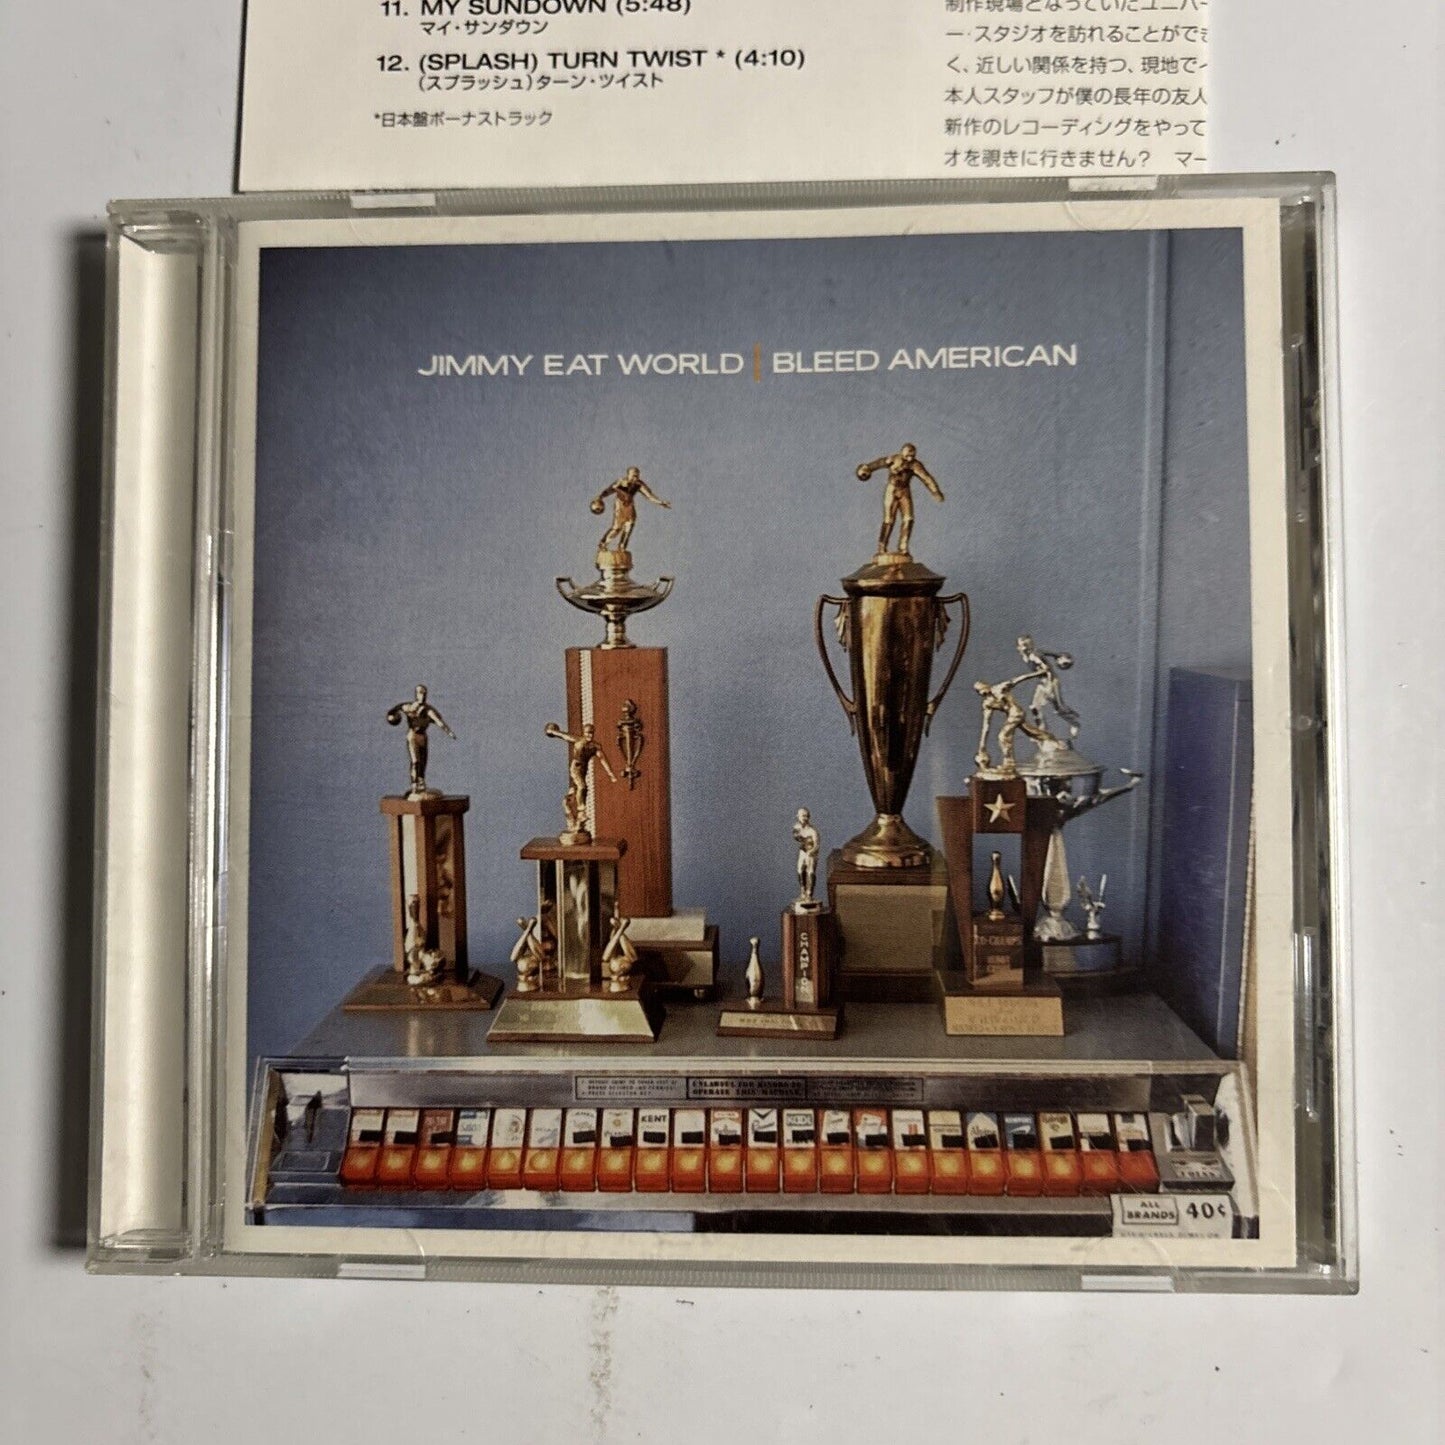 11. MY SUNDOWN (5:48)
マイ・サンダウン
12. (SPLASH) TURN TWIST * (4:10)
(スプラッシュ)ターン・ツイスト
*日本盤ボーナストラック
制作現場となっていたユニバー
ー・スタジオを訪れることがで
く、近しい関係を持つ、現地で
本人スタッフが僕の長年の友人
新作のレコーディングをやって
オを覗きに行きません? マー
JIMMY EAT WORLD | BLEED AMERICAN
CHAMPIONS
KENT
ALL BRANDS 40¢